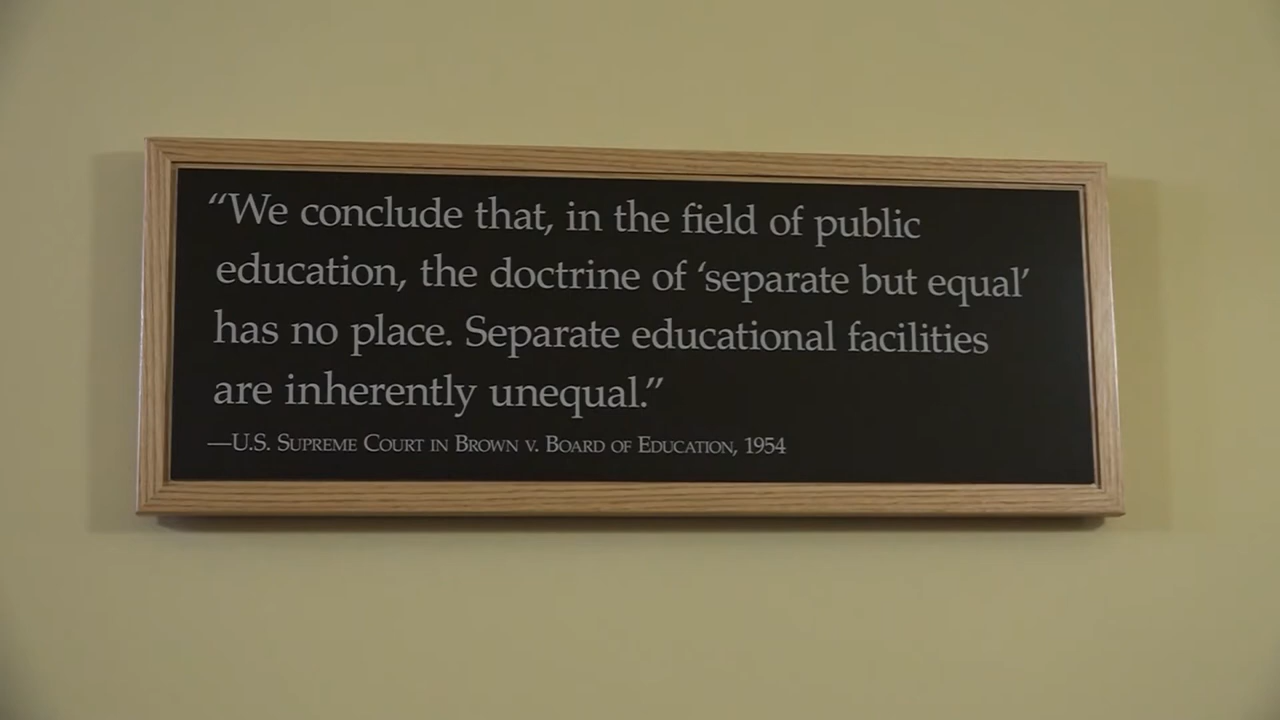 “We conclude that, in the field of public
education, the doctrine of ‘separate but equal’
has no place. Separate educational facilities
are inherently unequal.”
—U.S. Supreme Court in Brown v. Board of Education, 1954